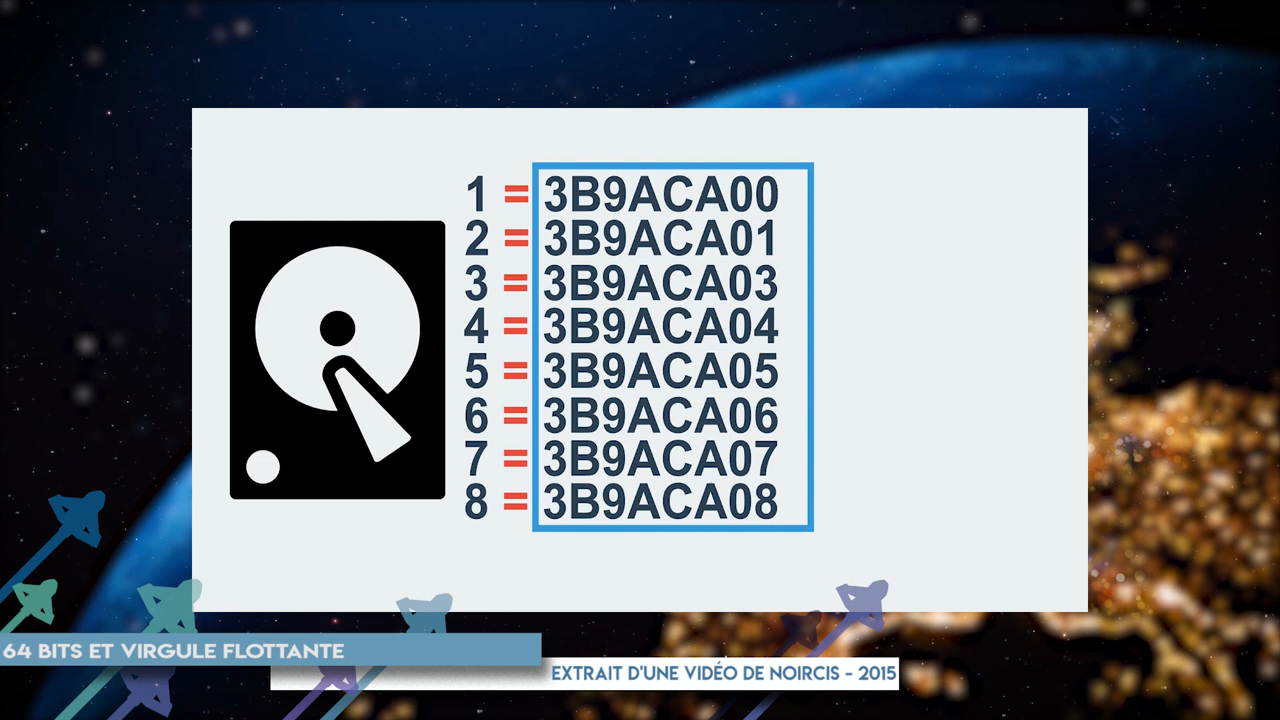 1 = 3B9ACA00
2 = 3B9ACA01
3 = 3B9ACA03
4 = 3B9ACA04
5 = 3B9ACA05
6 = 3B9ACA06
7 = 3B9ACA07
8 = 3B9ACA08
64 BITS ET VIRGULE FLOTTANTE
EXTRAIT D'UNE VIDÉO DE NOIRCIS - 2015